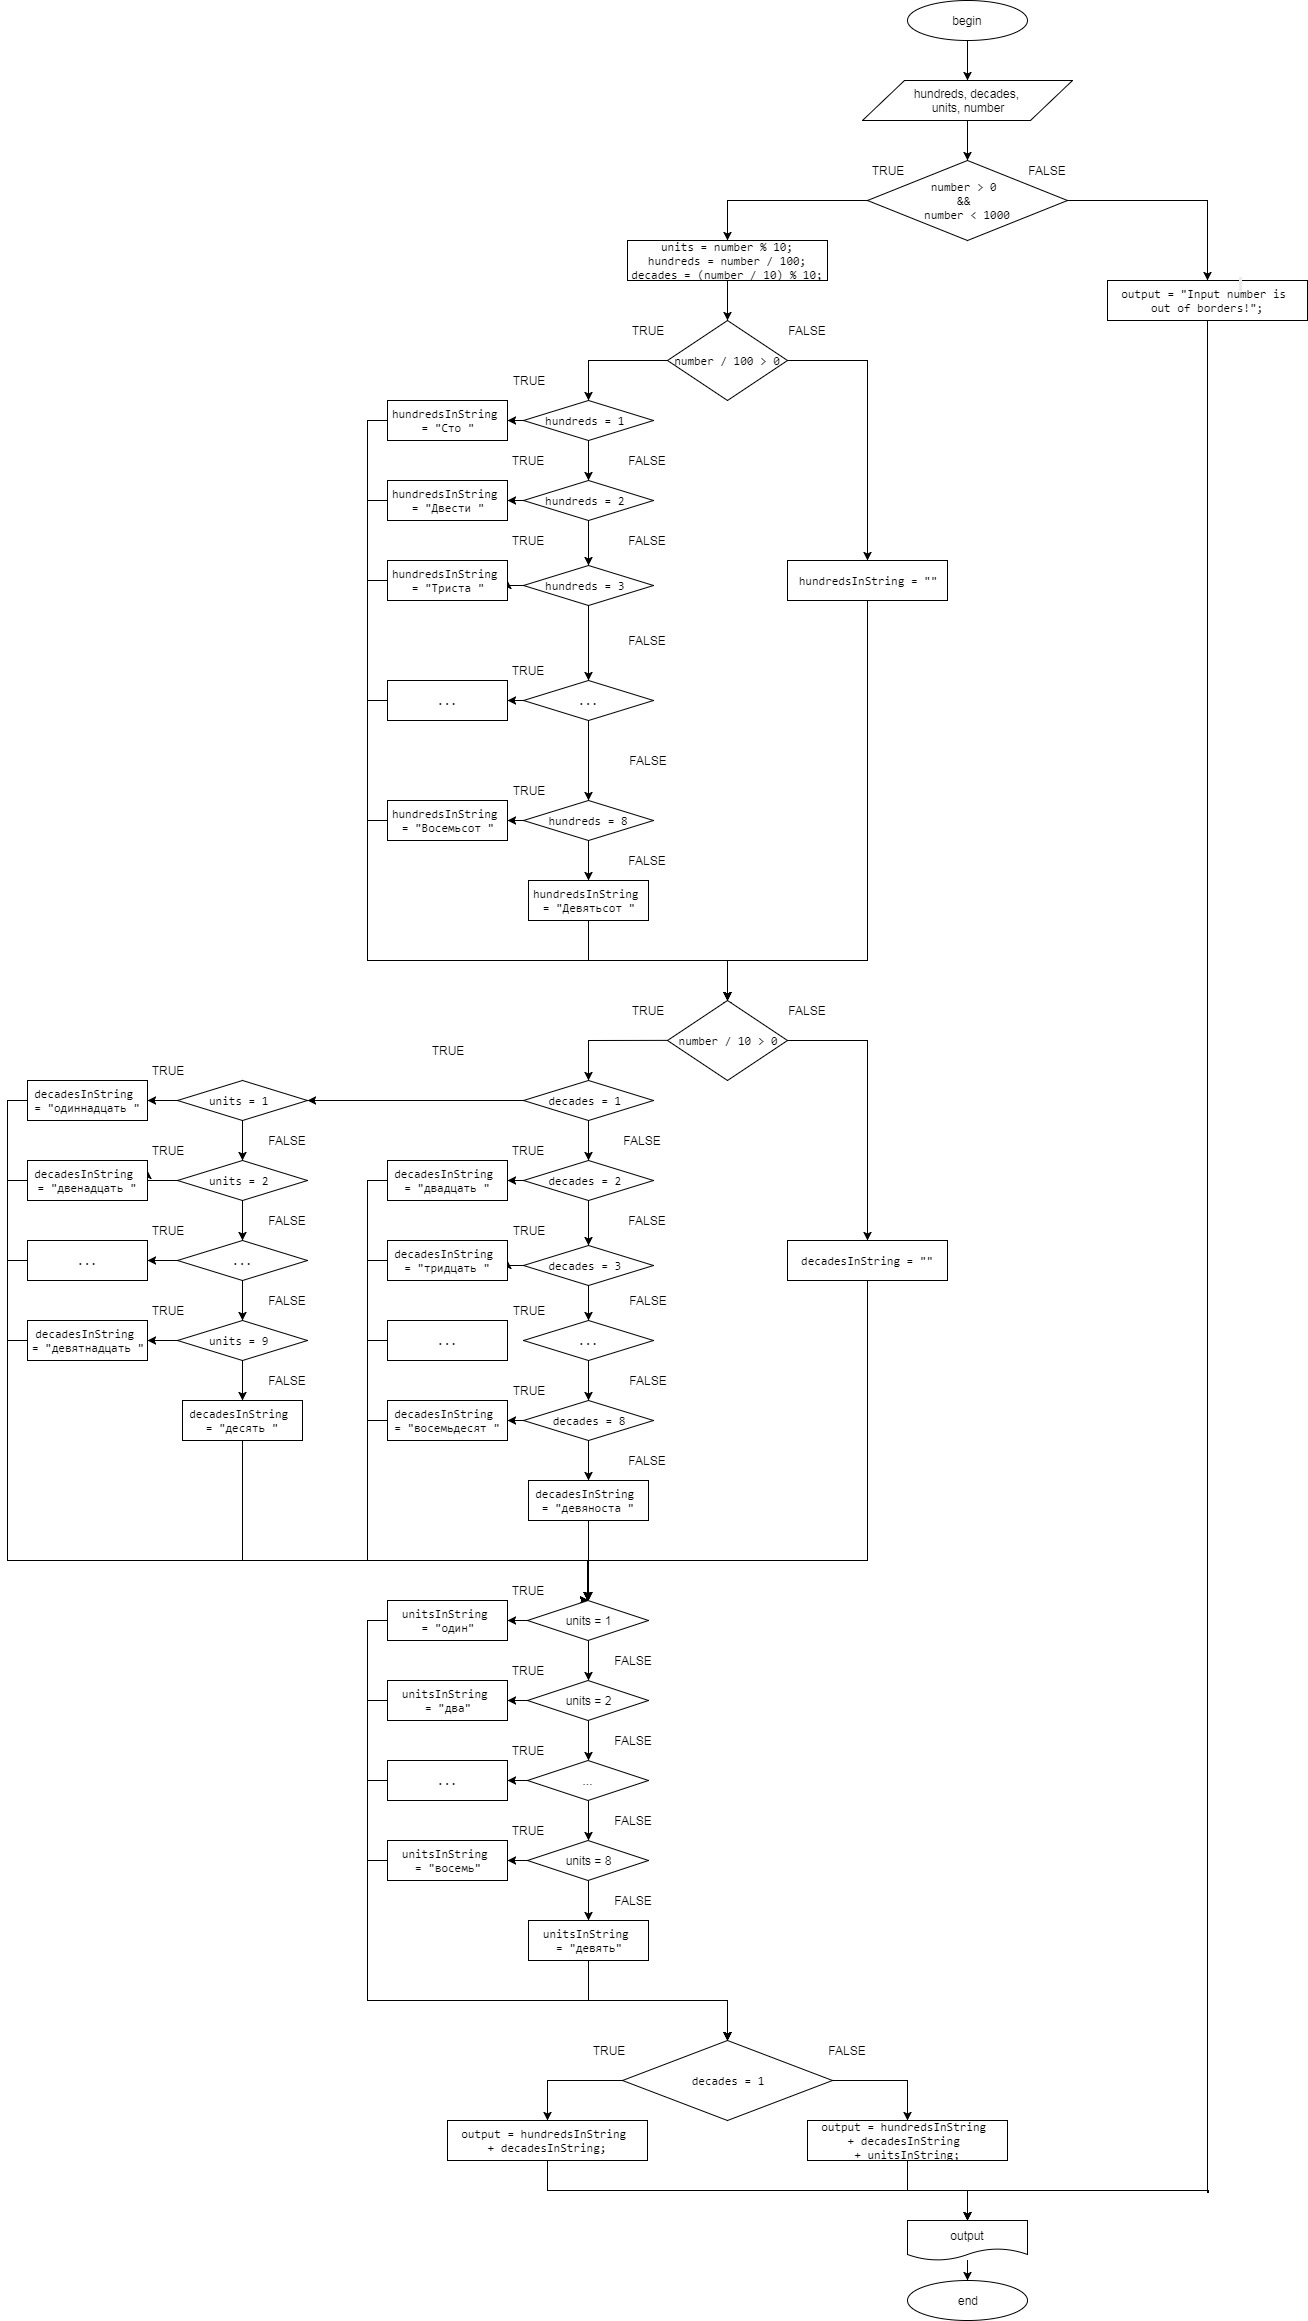 begin
hundreds, decades,
units, number
TRUE
FALSE
number > 0
&&
number < 1000
units = number % 10;
hundreds = number / 100;
decades = (number / 10) % 10;
output = "Input number is
out of borders!";
TRUE
FALSE
number / 100 > 0
TRUE
hundredsInString
= "Сто "
hundreds = 1
TRUE
FALSE
hundredsInString
= "Двести "
hundreds = 2
TRUE
FALSE
hundredsInString
= "Триста "
hundreds = 3
hundredsInString = ""
FALSE
TRUE
...
...
FALSE
TRUE
hundredsInString
= "Восемьсот "
hundreds = 8
FALSE
hundredsInString
= "Девятьсот "
TRUE
FALSE
number / 10 > 0
TRUE
TRUE
decadesInString
= "одиннадцать "
units = 1
decades = 1
TRUE
FALSE
TRUE
FALSE
decadesInString
= "двенадцать "
units = 2
decadesInString
= "двадцать "
decades = 2
TRUE
FALSE
TRUE
FALSE
...
...
decadesInString
= "тридцать "
decades = 3
decadesInString = ""
TRUE
FALSE
TRUE
FALSE
decadesInString
= "девятнадцать "
units = 9
...
...
FALSE
TRUE
FALSE
decadesInString
= "десять "
decadesInString
= "восемьдесят "
decades = 8
FALSE
decadesInString
= "девяноста "
TRUE
unitsInString
= "один"
units = 1
TRUE
FALSE
unitsInString
= "два"
units = 2
TRUE
FALSE
...
...
TRUE
FALSE
unitsInString
= "восемь"
units = 8
FALSE
unitsInString
= "девять"
TRUE
FALSE
decades = 1
output = hundredsInString
+ decadesInString;
output = hundredsInString
+ decadesInString
+ unitsInString;
output
end